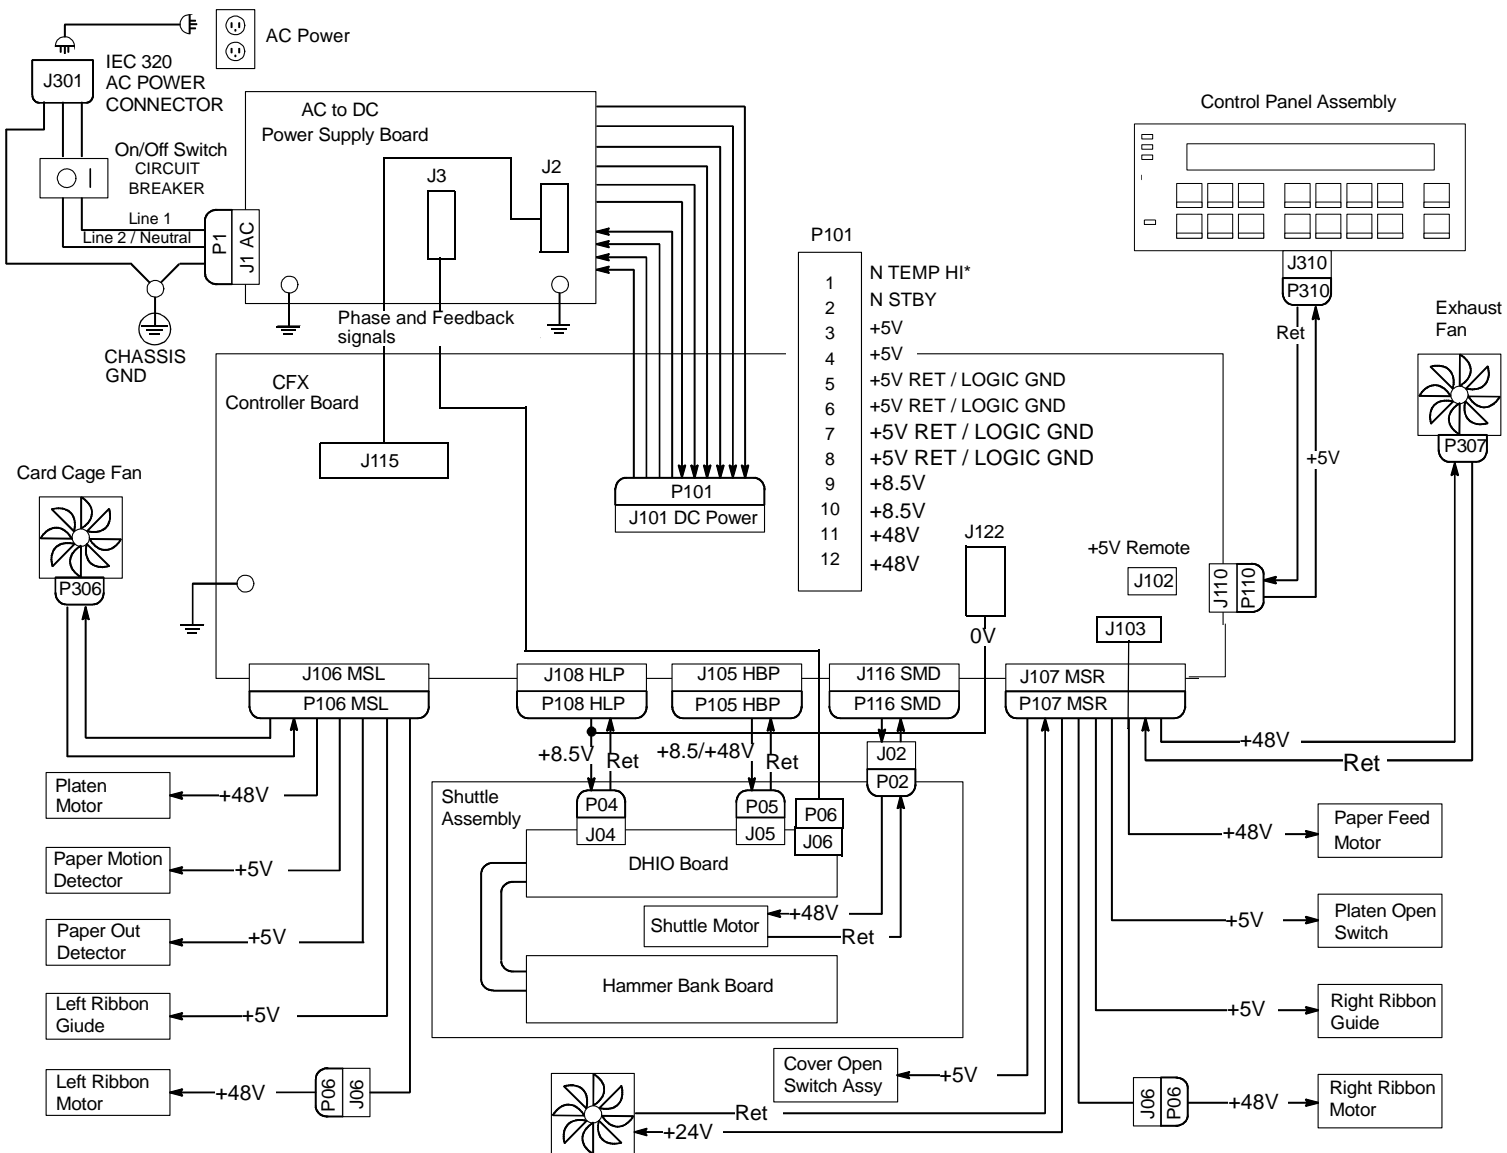 AC Power
IEC 320
AC POWER
CONNECTOR
J301
On/Off Switch
CIRCUIT
BREAKER
Line 1
Line 2 / Neutral
P1
J1 AC
CHASSIS
GND
AC to DC
Power Supply Board
J3
J2
Phase and Feedback
signals
CFX
Controller Board
J115
P101
J101 DC Power
P101
1 N TEMP HI*
2 N STBY
3 +5V
4 +5V
5 +5V RET / LOGIC GND
6 +5V RET / LOGIC GND
7 +5V RET / LOGIC GND
8 +5V RET / LOGIC GND
9 +8.5V
10 +8.5V
11 +48V
12 +48V
Control Panel Assembly
J310
P310
Ret
+5V
Exhaust
Fan
P307
J122
0V
+5V Remote
J102
J103
J110
P110
Card Cage Fan
P306
J106 MSL
P106 MSL
J108 HLP
P108 HLP
J105 HBP
P105 HBP
J116 SMD
P116 SMD
J107 MSR
P107 MSR
+8.5V
Ret
+8.5/+48V
Ret
J02
P02
+48V
Ret
Platen
Motor
+48V
Paper Motion
Detector
+5V
Paper Out
Detector
+5V
Left Ribbon
Giude
+5V
Left Ribbon
Motor
+48V
P06
J06
Shuttle
Assembly
P04
J04
P05
J05
P06
J06
DHIO Board
Shuttle Motor
+48V
Ret
Hammer Bank Board
Cover Open
Switch Assy
+5V
Ret
+24V
+48V
Paper Feed
Motor
+5V
Platen Open
Switch
+5V
Right Ribbon
Guide
J06
P06
+48V
Right Ribbon
Motor